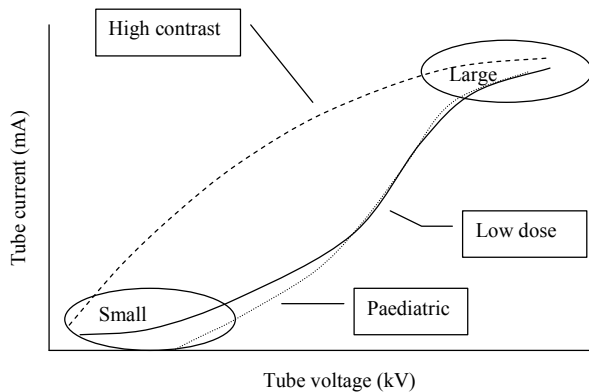 High contrast
Large
Tube current (mA)
Low dose
Small
Paediatric
Tube voltage (kV)